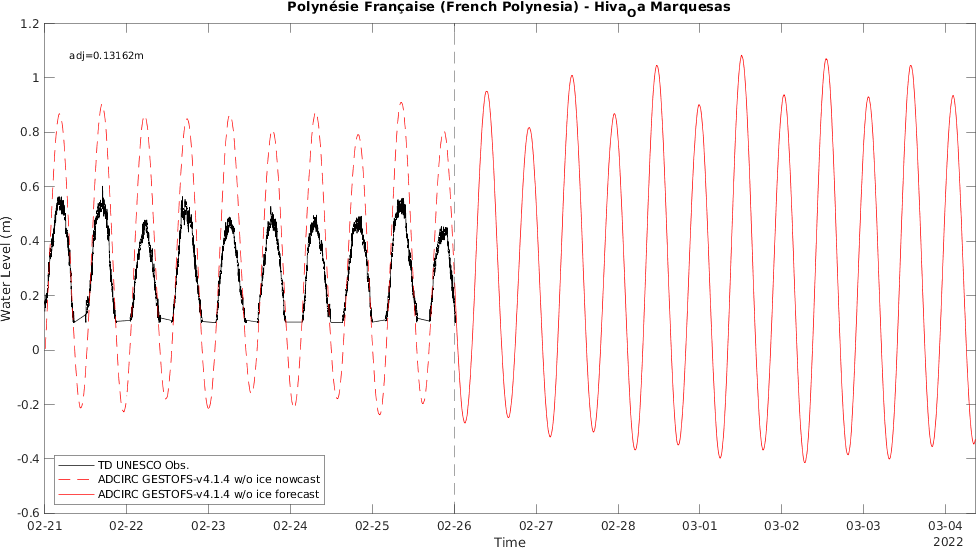 Polynésie Française (French Polynesia) - HivaOa Marquesas
1.2
1
0.8
0.6
0.4
0.2
0
-0.2
-0.4
-0.6
Water Level (m)
adj=0.13162m
TD UNESCO Obs.
ADCIRC GESTOFS-v4.1.4 w/o ice nowcast
ADCIRC GESTOFS-v4.1.4 w/o ice forecast
02-21 02-22 02-23 02-24 02-25 02-26 02-27 02-28 03-01 03-02 03-03 03-04
Time
2022